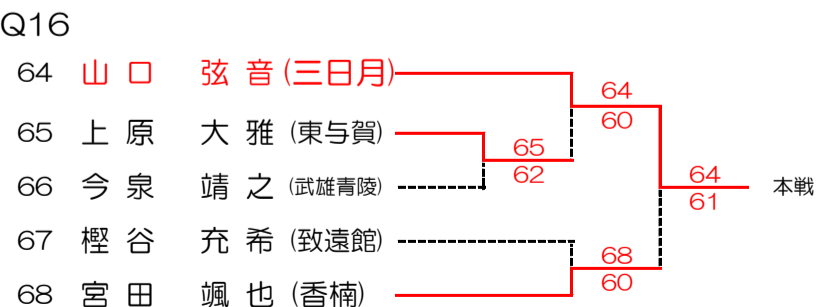 Q16
64 山口 弦音 (三日月)
64
60
65 上原 大雅 (東与賀)
65
62
66 今泉 靖之 (武雄青陵)
64
61
本戦
67 樫谷 充希 (致遠館)
68
60
68 宮田 颯也 (香楠)